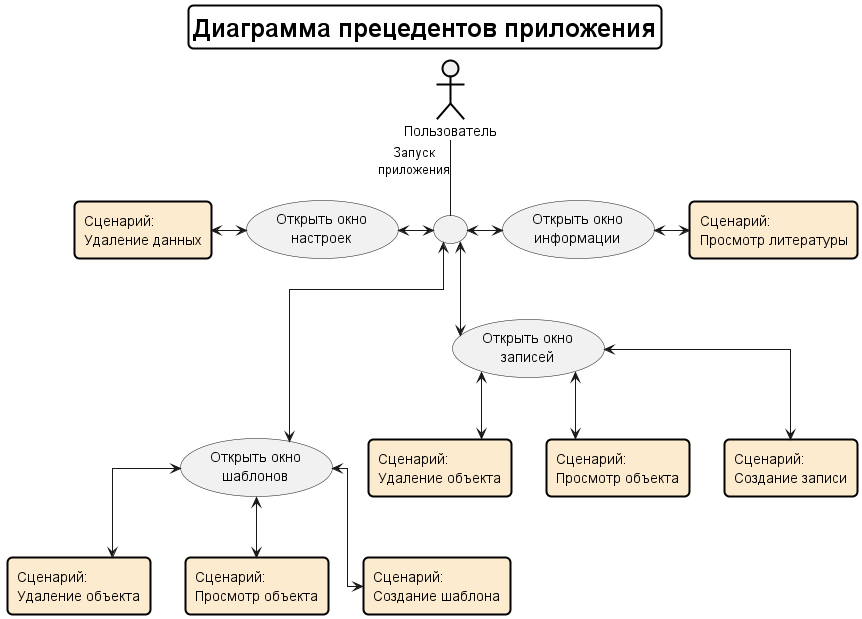 Диаграмма прецедентов приложения
Пользователь
Запуск
приложения
Сценарий:
Удаление данных
Открыть окно
настроек
Открыть окно
информации
Сценарий:
Просмотр литературы
Открыть окно
записей
Сценарий:
Удаление объекта
Сценарий:
Просмотр объекта
Сценарий:
Создание записи
Открыть окно
шаблонов
Сценарий:
Удаление объекта
Сценарий:
Просмотр объекта
Сценарий:
Создание шаблона